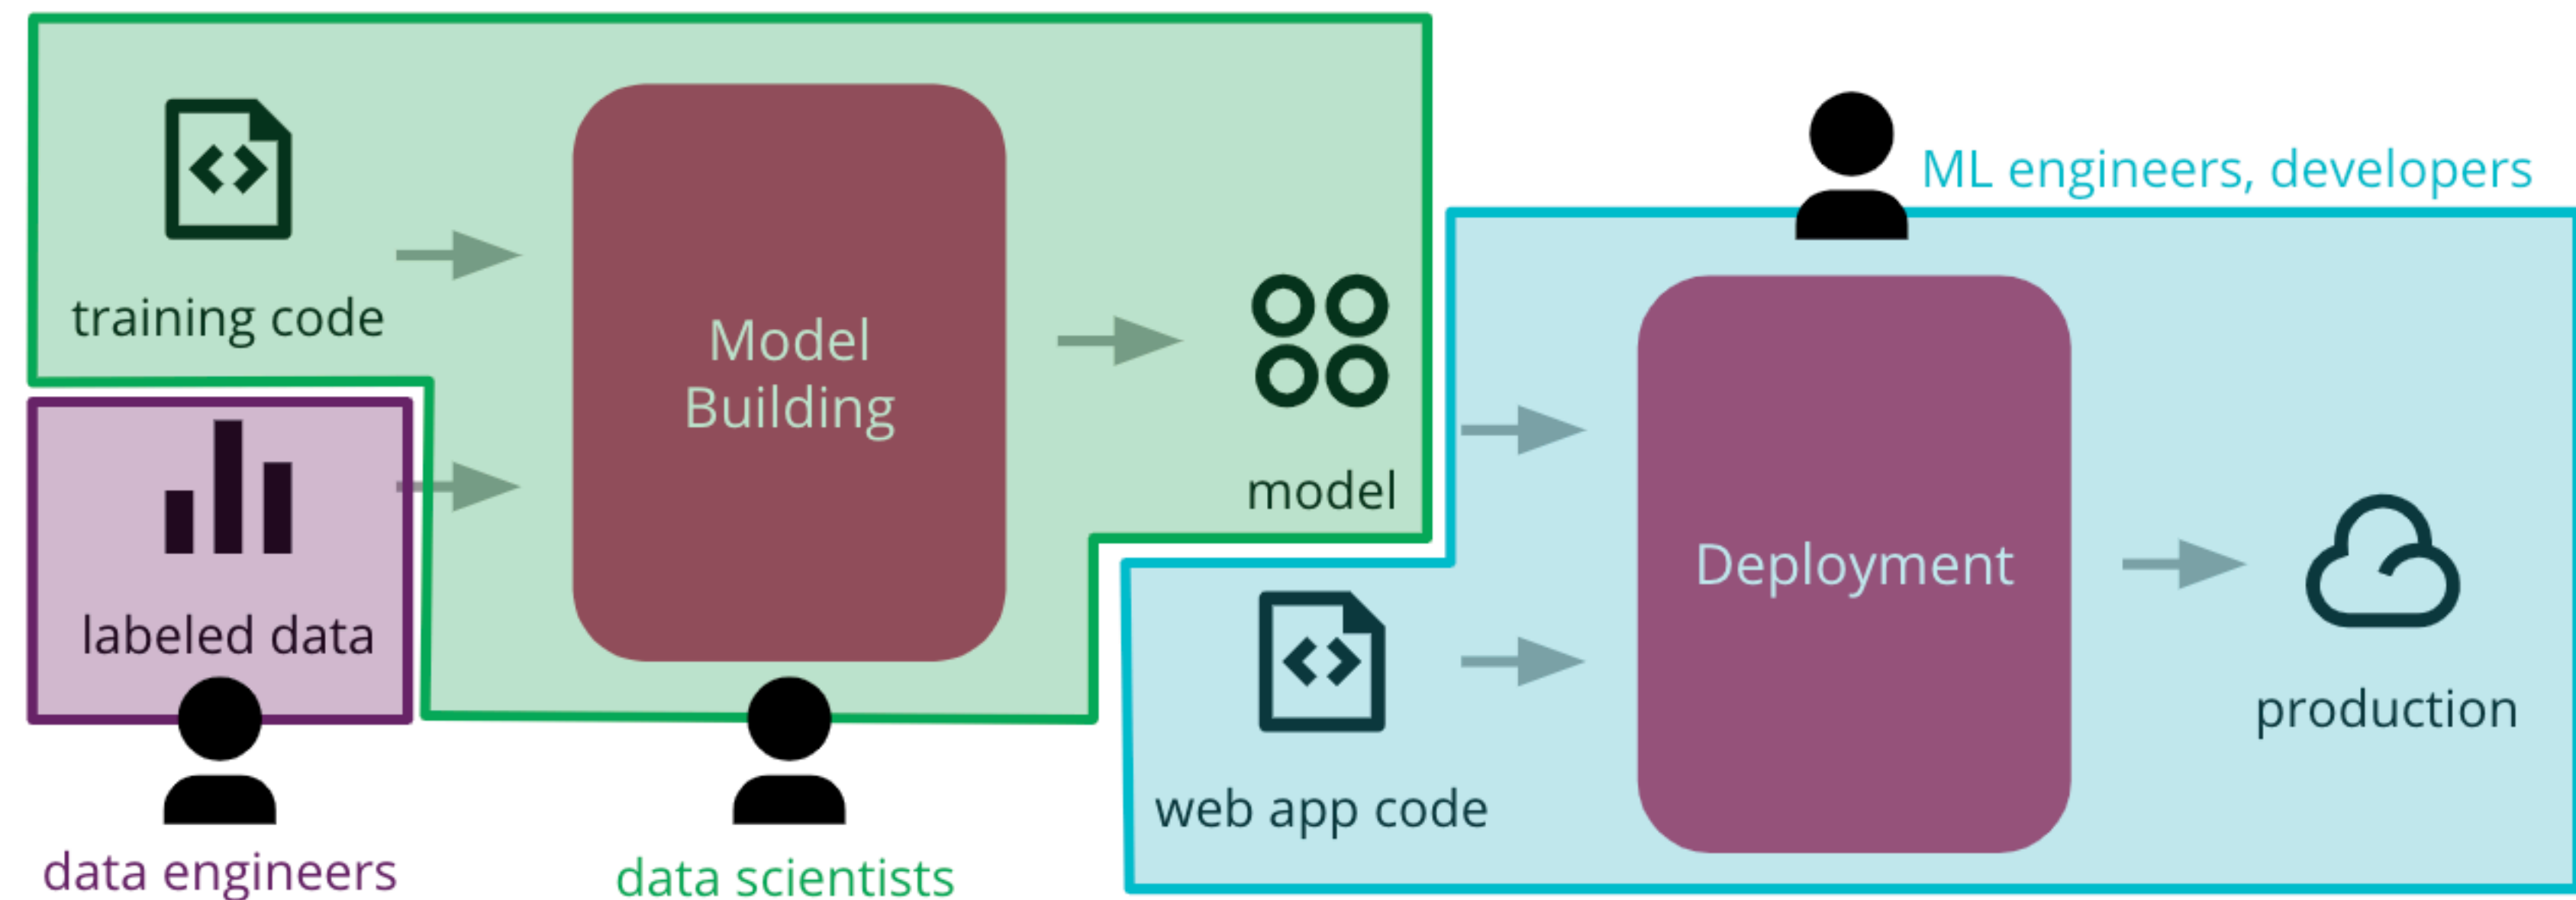 training code
Model
Building
model
labeled data
data engineers
data scientists
ML engineers, developers
Deployment
web app code
production